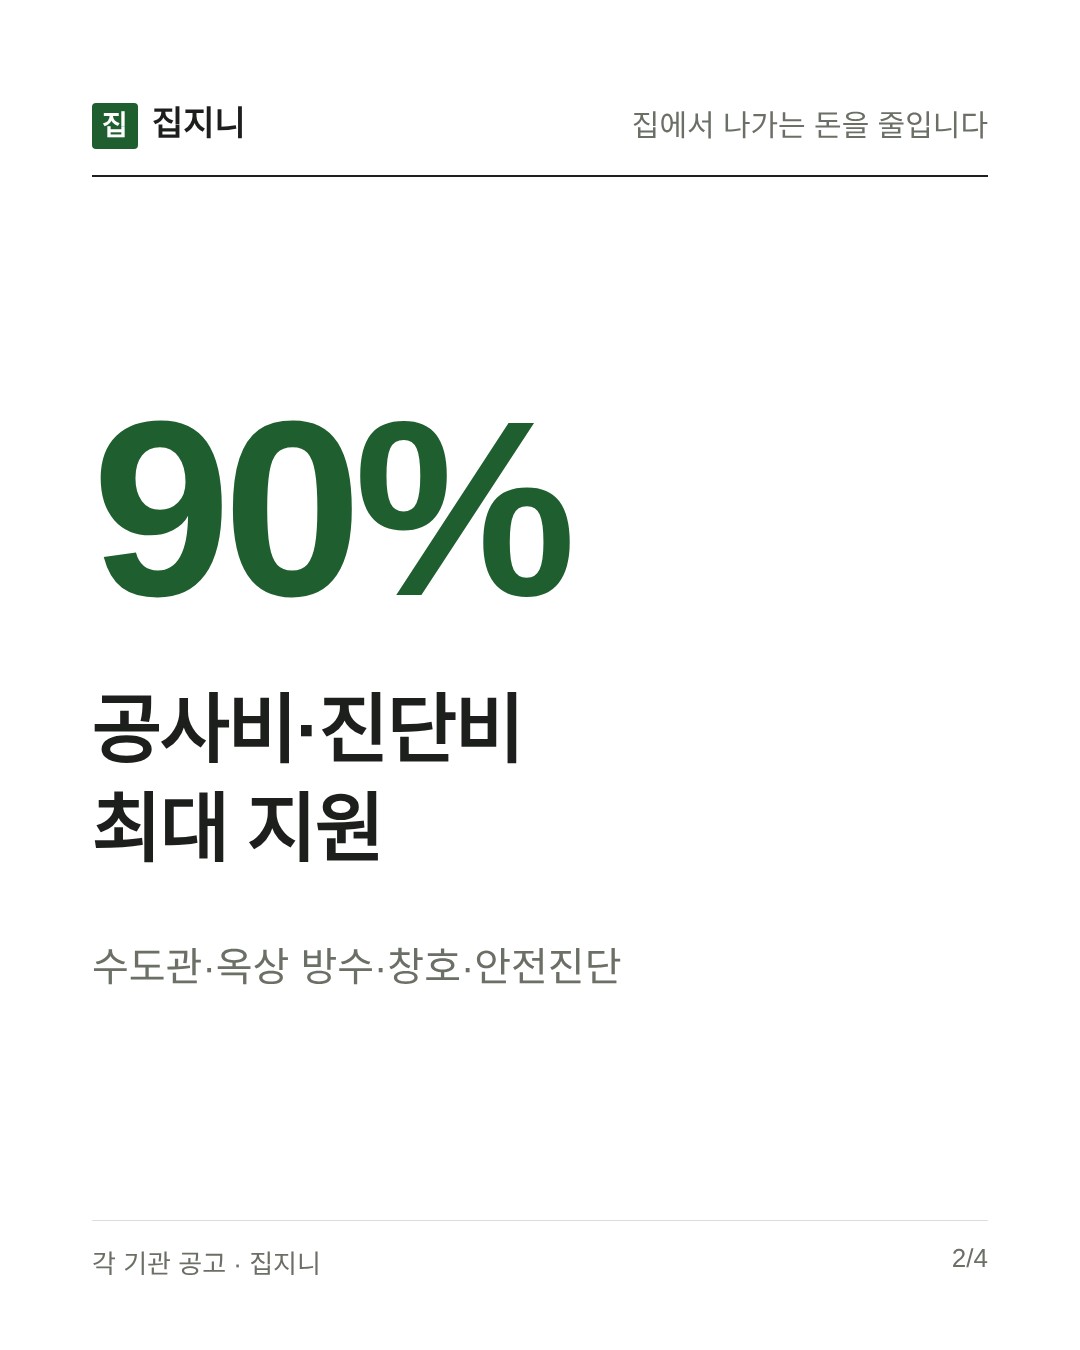 집 집지니
집에서 나가는 돈을 줄입니다
90%
공사비·진단비
최대 지원
수도관·옥상 방수·창호·안전진단
각 기관 공고 · 집지니
2/4